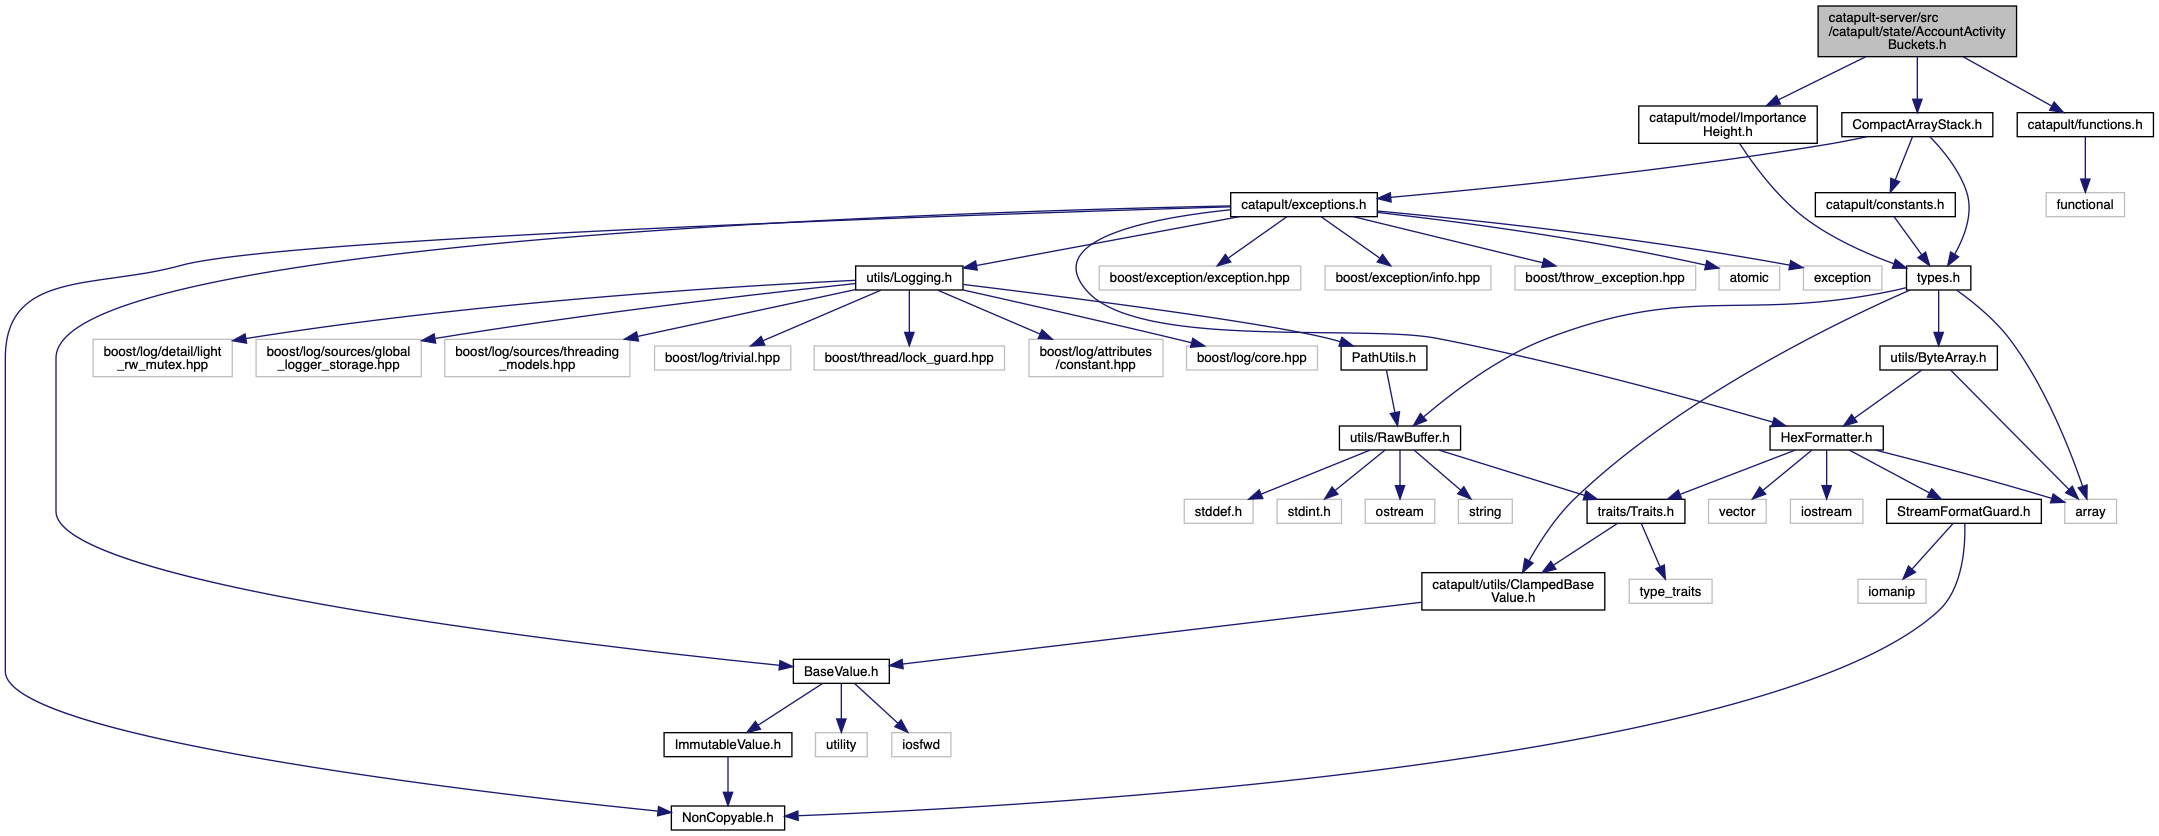 catapult-server/src
/catapult/state/AccountActivity
Buckets.h
catapult/model/Importance
Height.h
CompactArrayStack.h
catapult/functions.h
catapult/exceptions.h
catapult/constants.h
functional
utils/Logging.h
boost/exception/exception.hpp
boost/exception/info.hpp
boost/throw_exception.hpp
atomic
exception
types.h
boost/log/detail/light
_rw_mutex.hpp
boost/log/sources/global
_logger_storage.hpp
boost/log/sources/threading
_models.hpp
boost/log/trivial.hpp
boost/thread/lock_guard.hpp
boost/log/attributes
/constant.hpp
boost/log/core.hpp
PathUtils.h
utils/ByteArray.h
utils/RawBuffer.h
HexFormatter.h
stddef.h
stdint.h
ostream
string
traits/Traits.h
vector
iostream
StreamFormatGuard.h
array
catapult/utils/ClampedBase
Value.h
type_traits
iomanip
BaseValue.h
ImmutableValue.h
utility
iosfwd
NonCopyable.h